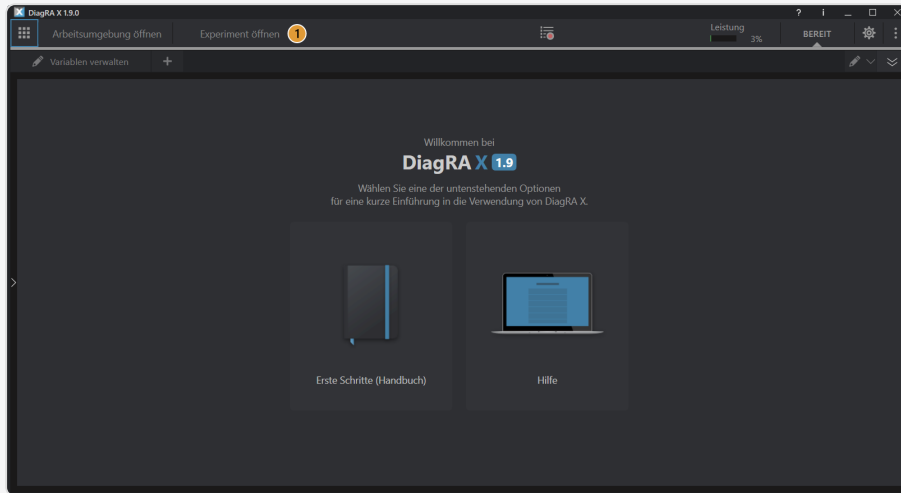 DiagRA X 1.9.0
? i
Arbeitsumgebung öffnen
Experiment öffnen
1
Leistung
3%
BEREIT
Variablen verwalten
+
Willkommen bei
DiagRA X 1.9
Wählen Sie eine der untenstehenden Optionen
für eine kurze Einführung in die Verwendung von DiagRA X.
Erste Schritte (Handbuch)
Hilfe